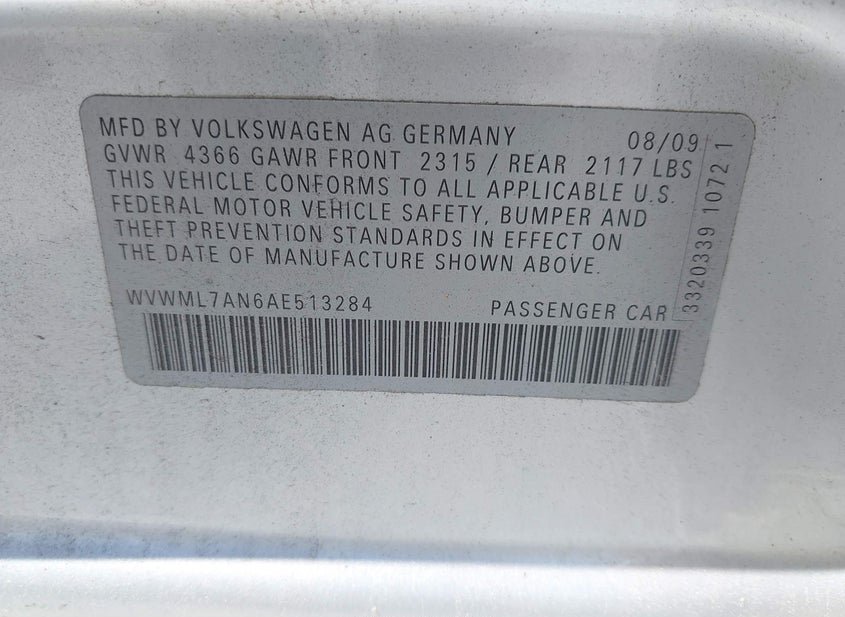 MFD BY VOLKSWAGEN AG GERMANY 08/09
GVWR 4366 GAWR FRONT 2315 / REAR 2117 LBS
THIS VEHICLE CONFORMS TO ALL APPLICABLE U.S.
FEDERAL MOTOR VEHICLE SAFETY, BUMPER AND
THEFT PREVENTION STANDARDS IN EFFECT ON
THE DATE OF MANUFACTURE SHOWN ABOVE.
WVWML7AN6AE513284 PASSENGER CAR
3320339 1072 1